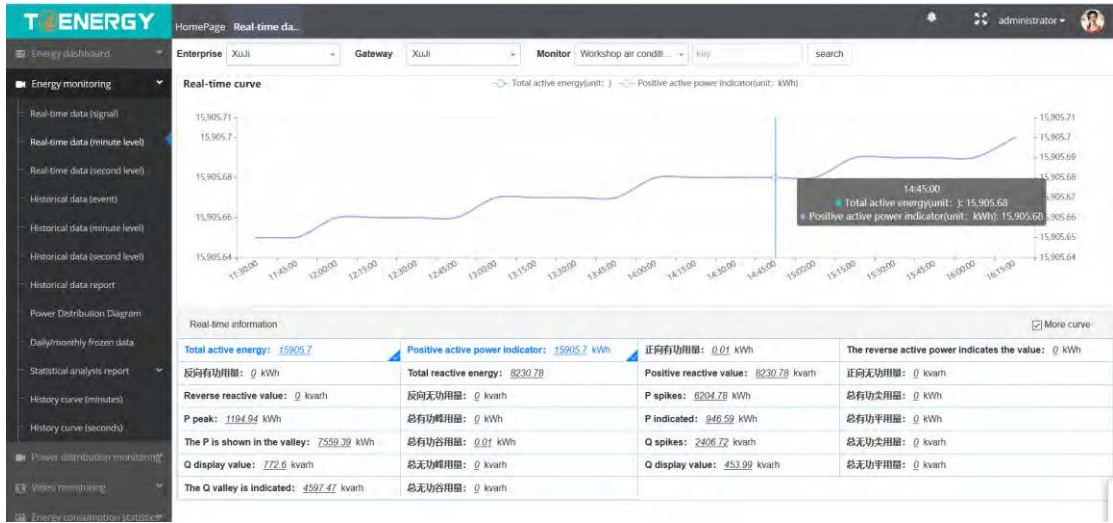 T ENERGY
HomePage Real-time da...
administrator
Energy dashboard
Energy monitoring
Real-time data (signal)
Real-time data (minute level)
Real-time data (second level)
Historical data (event)
Historical data (minute level)
Historical data (second level)
Historical data report
Power Distribution Diagram
Daily/monthly frozen data
Statistical analysis report
History curve (minutes)
History curve (seconds)
Power distribution monitoring
Video monitoring
Energy consumption statistics
Enterprise XuJi Gateway XuJi Monitor Workshop air conditi... Key search
Real-time curve
Total active energy(unit: ) Positive active power indicator(unit: kWh)
15,905.71
15,905.7
15,905.68
15,905.66
15,905.64
15,905.71
15,905.7
15,905.69
15,905.68
15,905.67
15,905.66
15,905.65
15,905.64
14:45:00
Total active energy(unit: ): 15,905.68
Positive active power indicator(unit: kWh): 15,905.68
11:30:00 11:45:00 12:00:00 12:15:00 12:30:00 12:45:00 13:00:00 13:15:00 13:30:00 13:45:00 14:00:00 14:15:00 14:30:00 14:45:00 15:00:00 15:15:00 15:30:00 15:45:00 16:00:00 16:15:00
Real-time information More curve
Total active energy: 15905.7 Positive active power indicator: 15905.7 kWh 正向有功用量: 0.01 kWh The reverse active power indicates the value: 0 kWh
反向有功用量: 0 kWh Total reactive energy: 8230.78 Positive reactive value: 8230.78 kvarh 正向无功用量: 0 kvarh
Reverse reactive value: 0 kvarh 反向无功用量: 0 kvarh P spikes: 6204.78 kWh 总有功尖用量: 0 kWh
P peak: 1194.94 kWh 总有功峰用量: 0 kWh P indicated: 946.59 kWh 总有功平用量: 0 kWh
The P is shown in the valley: 7559.39 kWh 总有功谷用量: 0.01 kWh Q spikes: 2406.72 kvarh 总无功尖用量: 0 kvarh
Q display value: 772.6 kvarh 总无功峰用量: 0 kvarh Q display value: 453.99 kvarh 总无功平用量: 0 kvarh
The Q valley is indicated: 4597.47 kvarh 总无功谷用量: 0 kvarh